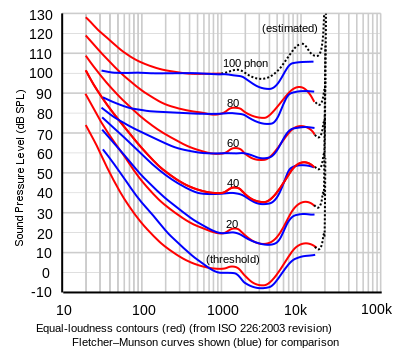 130
120
110
100
90
80
70
60
50
40
30
20
10
0
-10
Sound Pressure Level (dB SPL)
(estimated)
100 phon
80
60
40
20
(threshold)
10 100 1000 10k 100k
Equal-loudness contours (red) (from ISO 226:2003 revision)
Fletcher–Munson curves shown (blue) for comparison